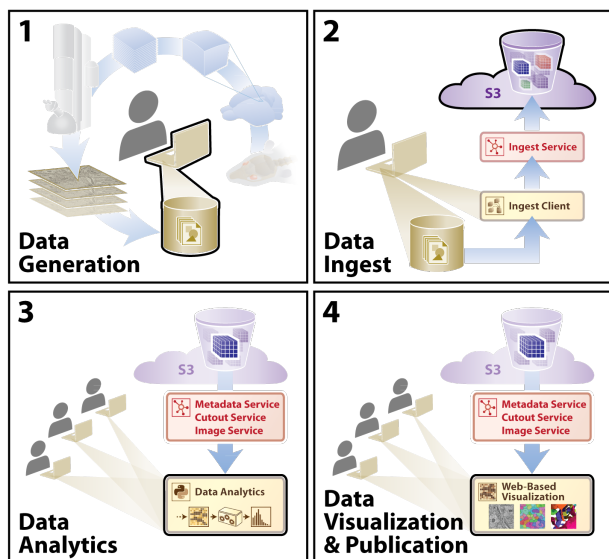 1
Data
Generation
2
S3
Ingest Service
Ingest Client
Data
Ingest
3
S3
Metadata Service
Cutout Service
Image Service
Data Analytics
Data
Analytics
4
S3
Metadata Service
Cutout Service
Image Service
Web-Based
Visualization
Data
Visualization
& Publication